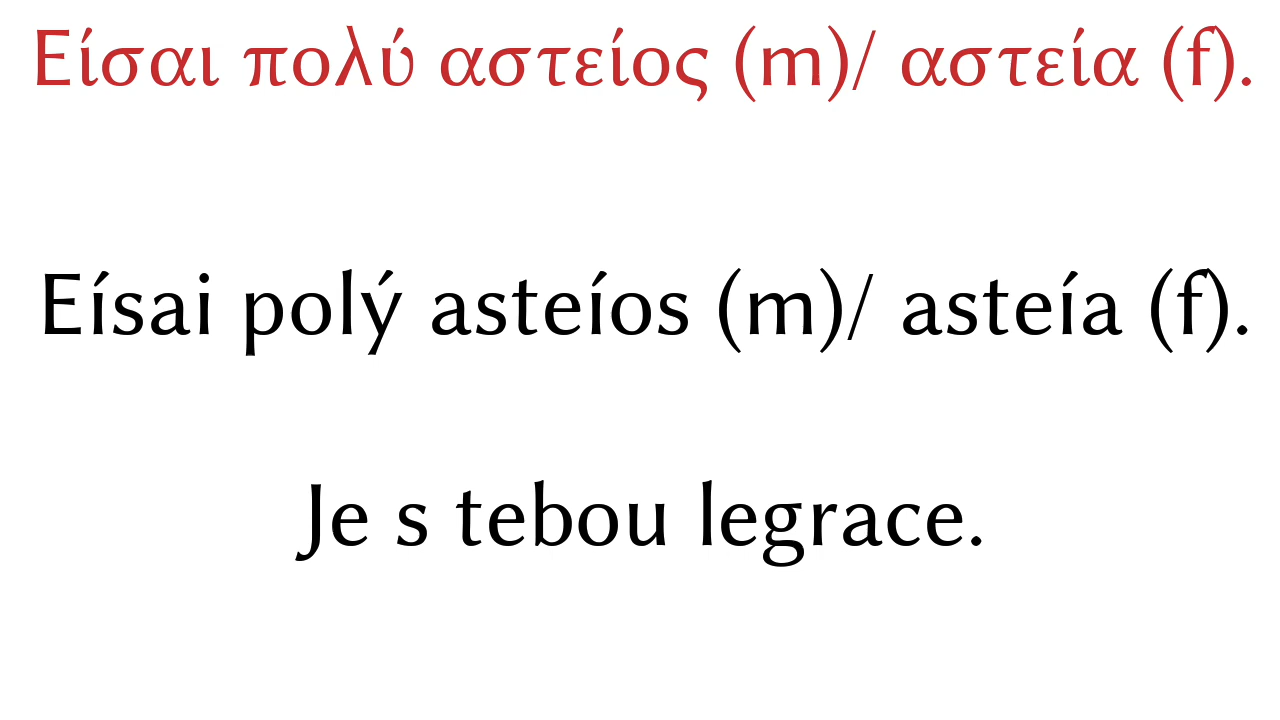 Είσαι πολύ αστείος (m)/ αστεία (f).
Eísai polý asteíos (m)/ asteía (f).
Je s tebou legrace.